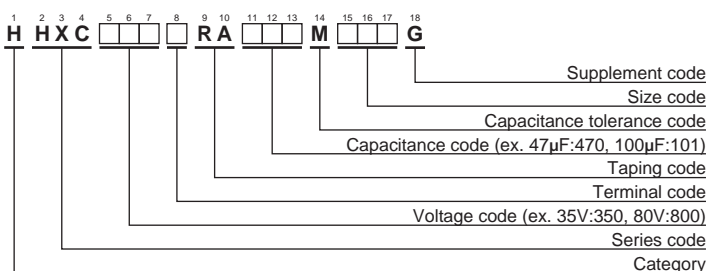 1 2 3 4 5 6 7 8 9 10 11 12 13 14 15 16 17 18
H HXC □□□ □ RA □□□ M □□□ G
Supplement code
Size code
Capacitance tolerance code
Capacitance code (ex. 47µF:470, 100µF:101)
Taping code
Terminal code
Voltage code (ex. 35V:350, 80V:800)
Series code
Category